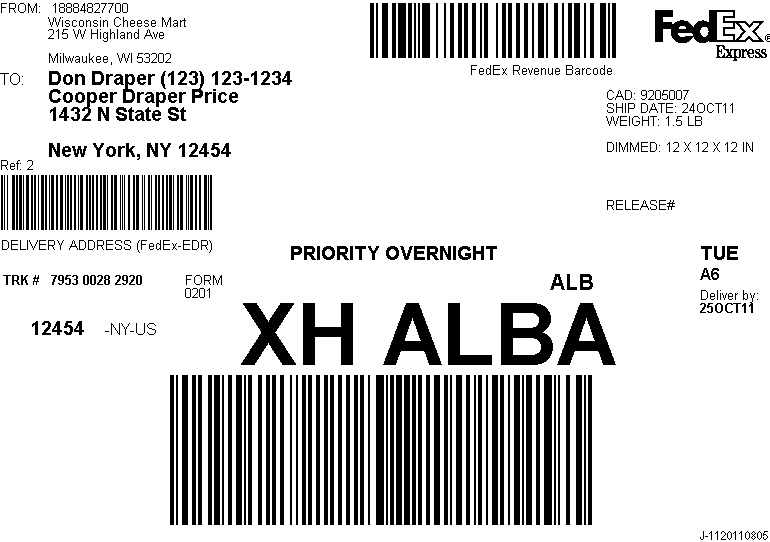 FROM: 18884827700
Wisconsin Cheese Mart
215 W Highland Ave
Milwaukee, WI 53202
TO: Don Draper (123) 123-1234
Cooper Draper Price
1432 N State St
New York, NY 12454
Ref: 2
FedEx Revenue Barcode
FedEx®
Express
CAD: 9205007
SHIP DATE: 24OCT11
WEIGHT: 1.5 LB
DIMMED: 12 X 12 X 12 IN
RELEASE#
DELIVERY ADDRESS (FedEx-EDR)
PRIORITY OVERNIGHT
TUE
A6
Deliver by:
25OCT11
TRK # 7953 0028 2920 FORM
0201
ALB
12454 -NY-US
XH ALBA
J-1120110805